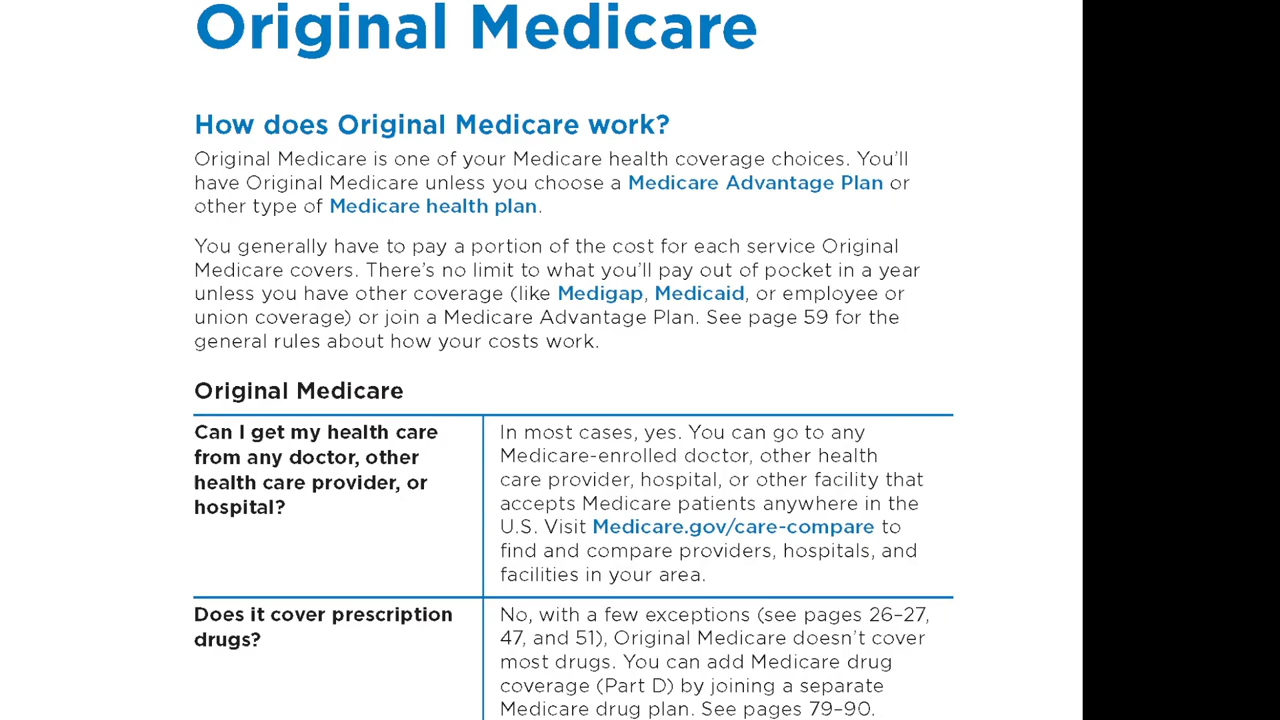 Original Medicare
How does Original Medicare work?
Original Medicare is one of your Medicare health coverage choices. You’ll
have Original Medicare unless you choose a Medicare Advantage Plan or
other type of Medicare health plan.
You generally have to pay a portion of the cost for each service Original
Medicare covers. There’s no limit to what you’ll pay out of pocket in a year
unless you have other coverage (like Medigap, Medicaid, or employee or
union coverage) or join a Medicare Advantage Plan. See page 59 for the
general rules about how your costs work.
Original Medicare
Can I get my health care
from any doctor, other
health care provider, or
hospital?
In most cases, yes. You can go to any
Medicare-enrolled doctor, other health
care provider, hospital, or other facility that
accepts Medicare patients anywhere in the
U.S. Visit Medicare.gov/care-compare to
find and compare providers, hospitals, and
facilities in your area.
Does it cover prescription
drugs?
No, with a few exceptions (see pages 26–27,
47, and 51), Original Medicare doesn’t cover
most drugs. You can add Medicare drug
coverage (Part D) by joining a separate
Medicare drug plan. See pages 79–90.